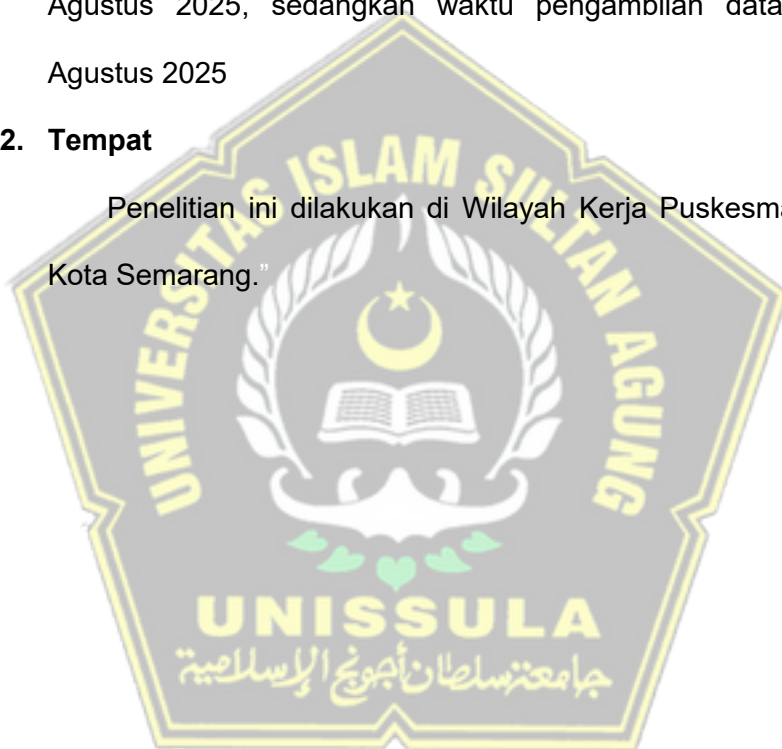 Agustus 2025, sedangkan waktu pengambilan data
Agustus 2025
2. Tempat
Penelitian ini dilakukan di Wilayah Kerja Puskesma
Kota Semarang.”
UNIVERSITAS ISLAM SULTAN AGUNG
UNISSULA
جامعة سلطان أجونج الإسلامية